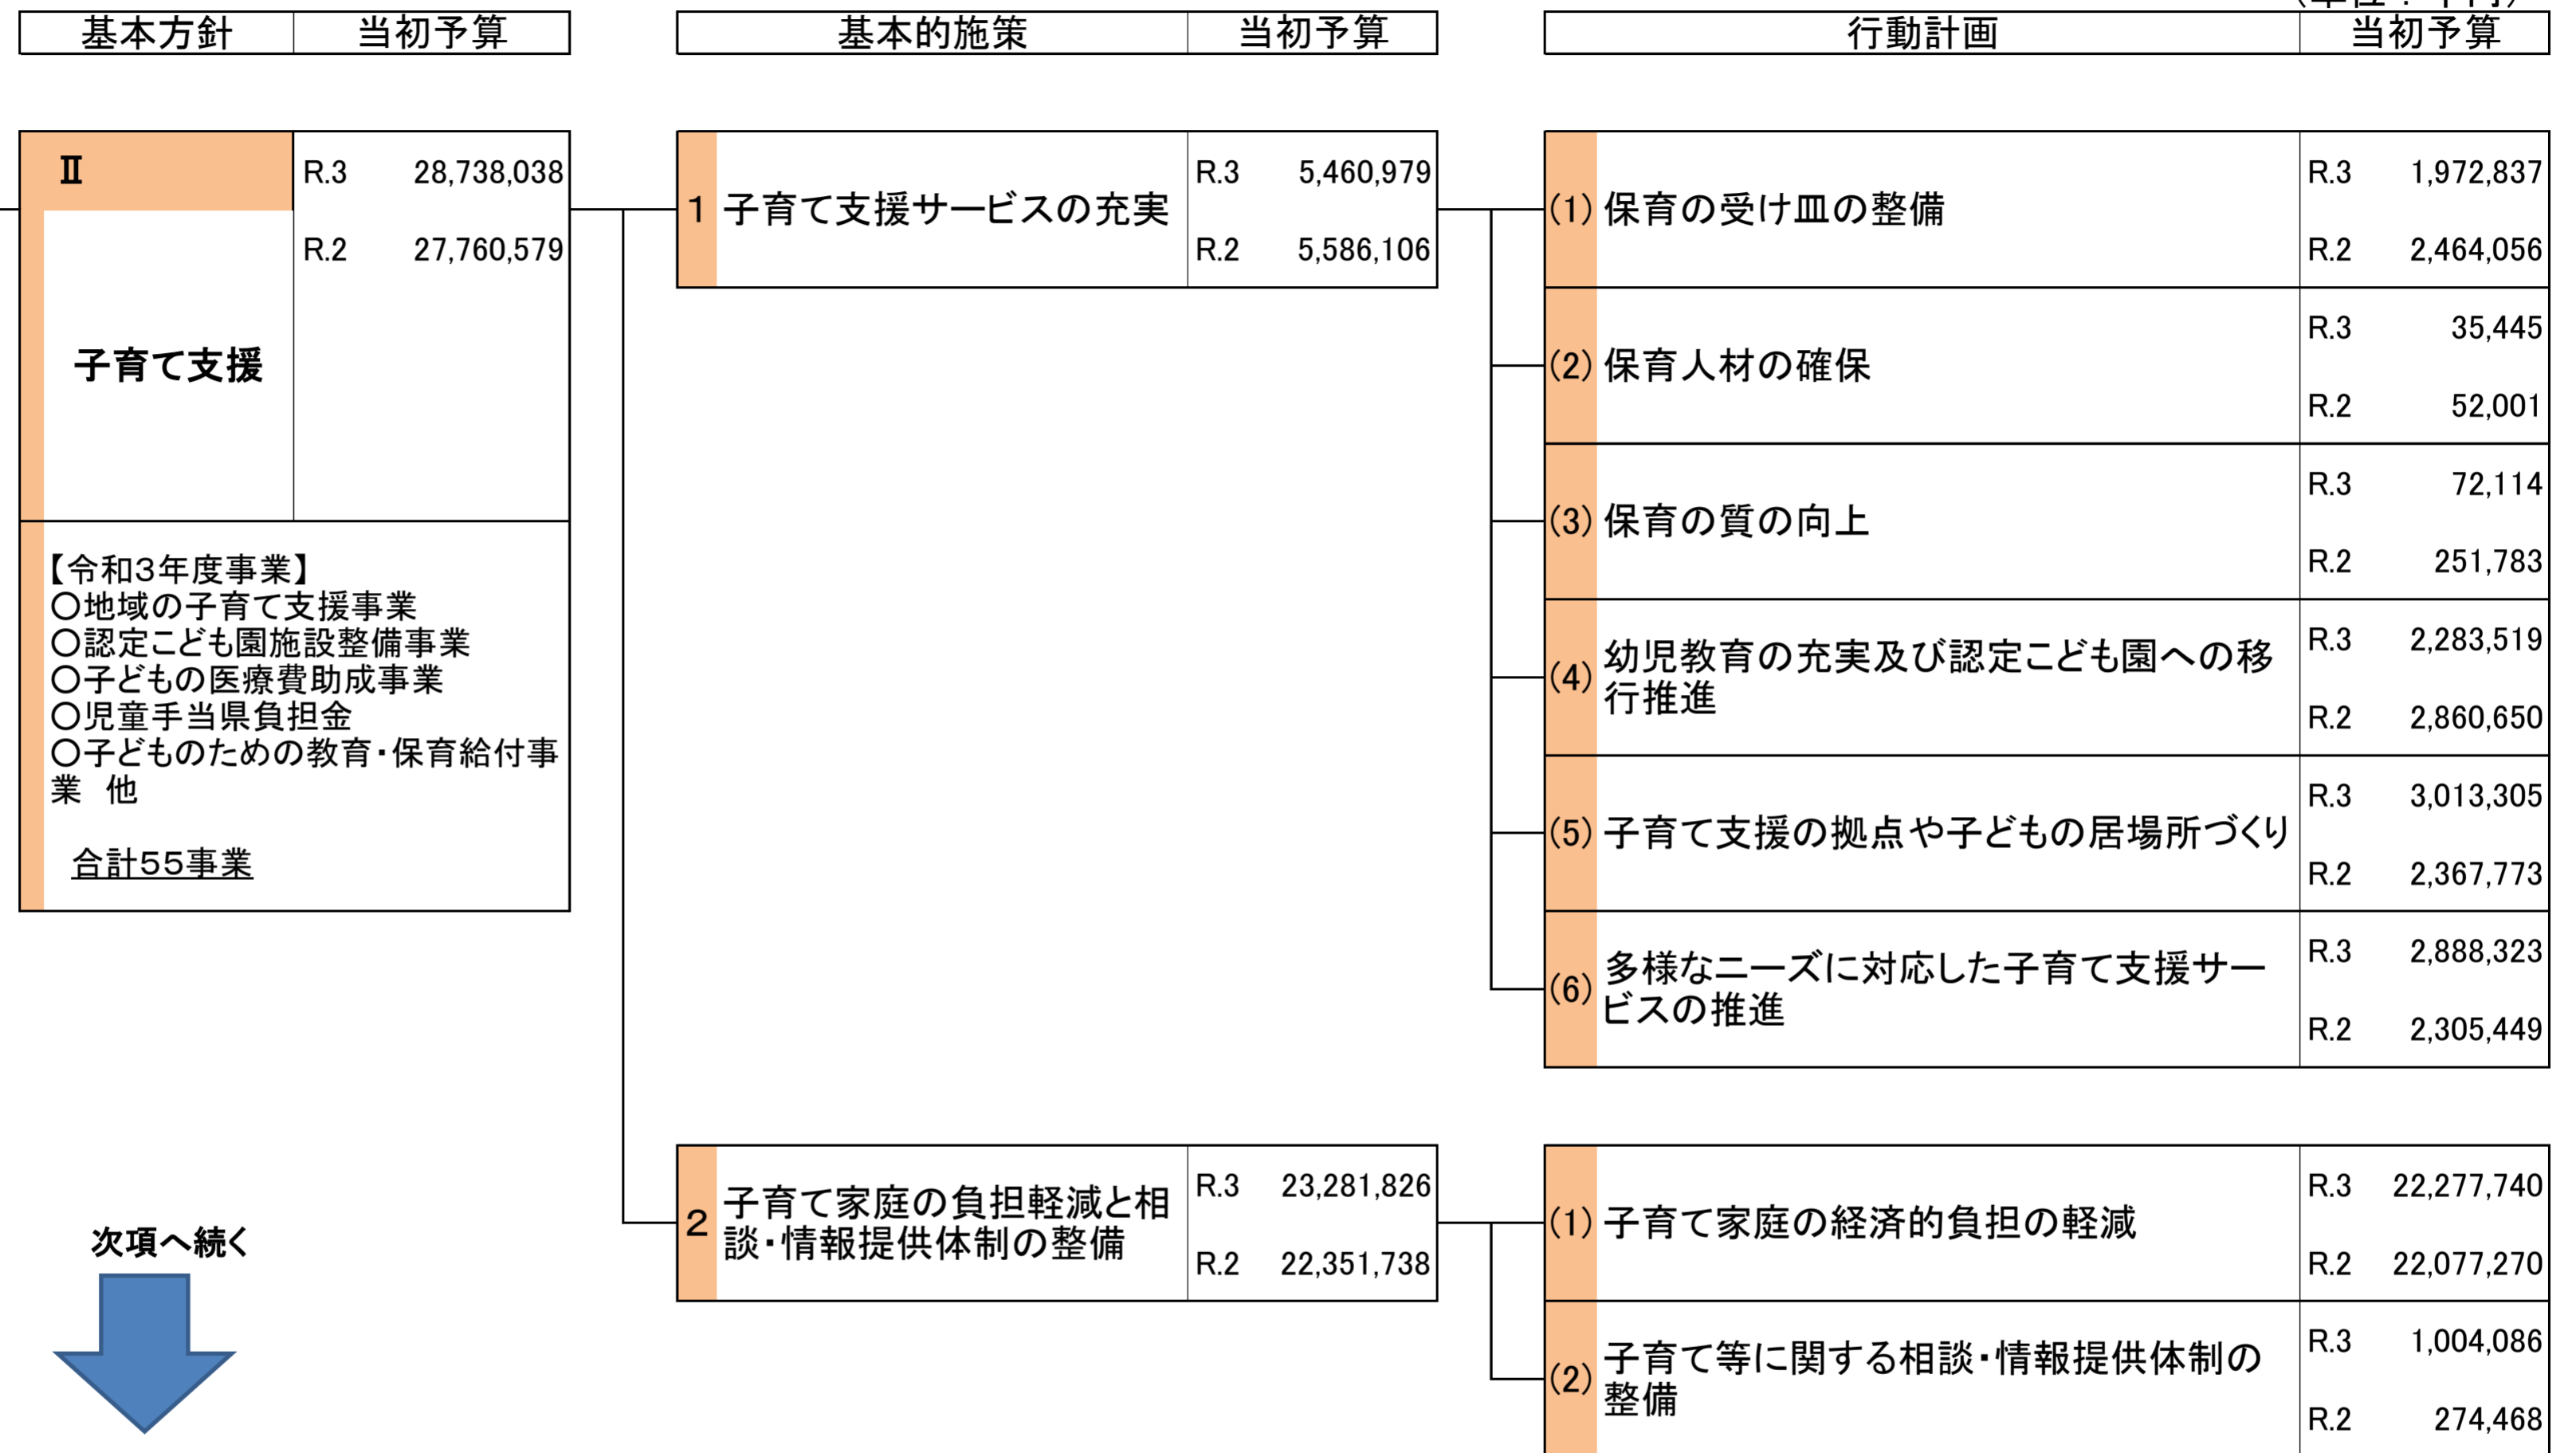 基本方針 当初予算 基本的施策 当初予算 行動計画 当初予算
Ⅱ
子育て支援
R.3 28,738,038
R.2 27,760,579
【令和3年度事業】
○地域の子育て支援事業
○認定こども園施設整備事業
○子どもの医療費助成事業
○児童手当県負担金
○子どものための教育・保育給付事
業 他
合計55事業
1 子育て支援サービスの充実
R.3 5,460,979
R.2 5,586,106
(1) 保育の受け皿の整備
R.3 1,972,837
R.2 2,464,056
(2) 保育人材の確保
R.3 35,445
R.2 52,001
(3) 保育の質の向上
R.3 72,114
R.2 251,783
(4) 幼児教育の充実及び認定こども園への移
行推進
R.3 2,283,519
R.2 2,860,650
(5) 子育て支援の拠点や子どもの居場所づくり
R.3 3,013,305
R.2 2,367,773
(6) 多様なニーズに対応した子育て支援サー
ビスの推進
R.3 2,888,323
R.2 2,305,449
2 子育て家庭の負担軽減と相
談・情報提供体制の整備
R.3 23,281,826
R.2 22,351,738
(1) 子育て家庭の経済的負担の軽減
R.3 22,277,740
R.2 22,077,270
(2) 子育て等に関する相談・情報提供体制の
整備
R.3 1,004,086
R.2 274,468
次項へ続く